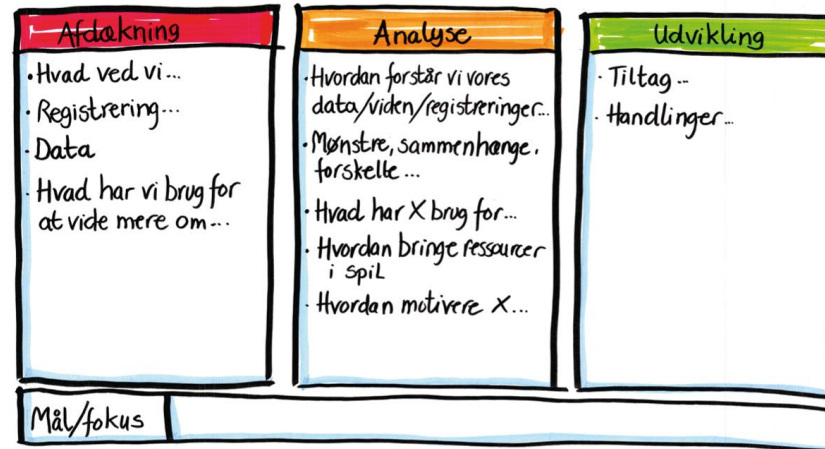 Afdækning
• Hvad ved vi...
• Registrering...
• Data
• Hvad har vi brug for
at vide mere om...
Analyse
• Hvordan forstår vi vores
data/viden/registreringer...
• Mønstre, sammenhænge,
forskelle...
• Hvad har X brug for...
• Hvordan bringe ressourcer
i spil
• Hvordan motivere X...
Udvikling
• Tiltag...
• Handlinger...
Mål/fokus